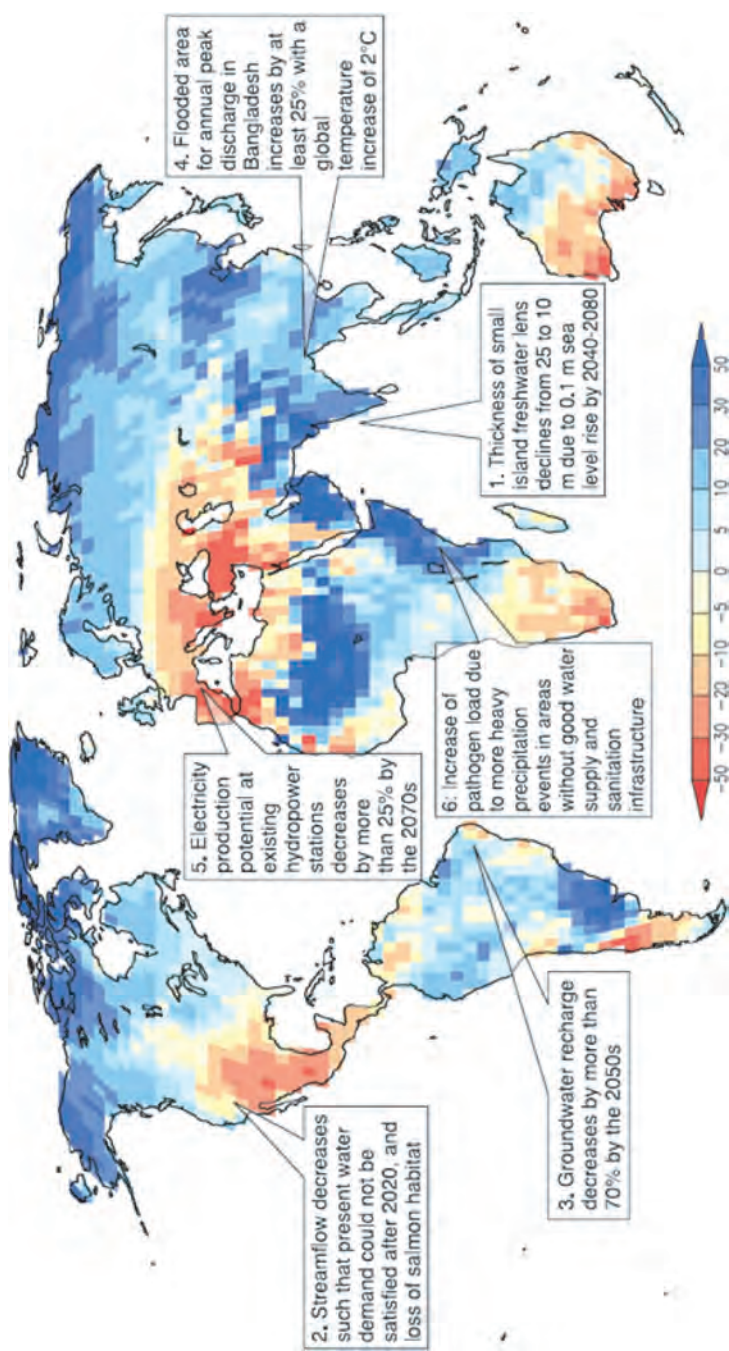 5. Electricity
production
potential at
existing
hydropower
stations
decreases
by more
than 25% by
the 2070s
4. Flooded area
for annual peak
discharge in
Bangladesh
increases by at
least 25% with a
global
temperature
increase of 2°C
2. Streamflow decreases
such that present water
demand could not be
satisfied after 2020, and
loss of salmon habitat
3. Groundwater recharge
decreases by more than
70% by the 2050s
6: Increase of
pathogen load due
to more heavy
precipitation
events in areas
without good water
supply and
sanitation
infrastructure
1. Thickness of small
island freshwater lens
declines from 25 to 10
m due to 0.1 m sea
level rise by 2040-2080
-50 -30 -20 -10 -5 0 5 10 20 30 50